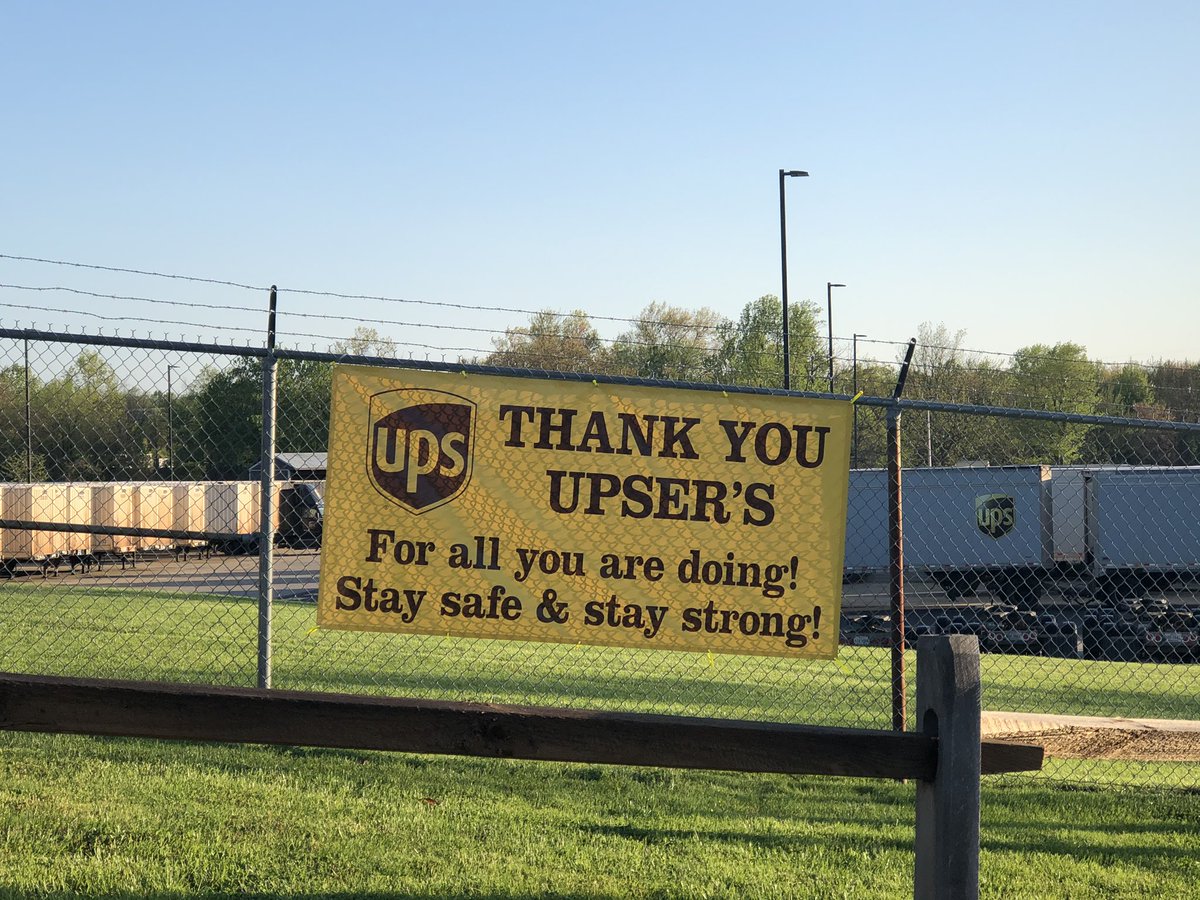 ups
THANK YOU
UPSER'S
For all you are doing!
Stay safe & stay strong!
ups